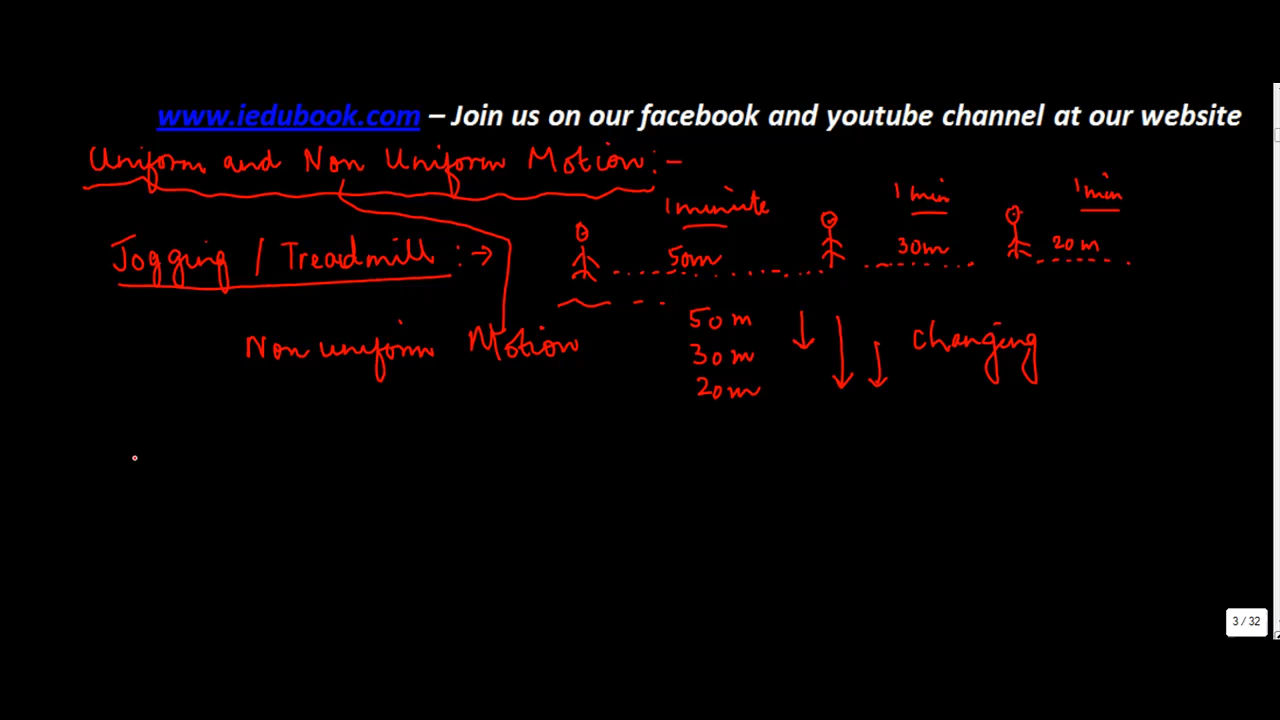 www.iedubook.com – Join us on our facebook and youtube channel at our website
Uniform and Non Uniform Motion:-
1 minute 1 min 1 min
Jogging / Treadmill :→ 50m 30m 20m
Non uniform Motion
50m
30m
20m
Changing
3 / 32